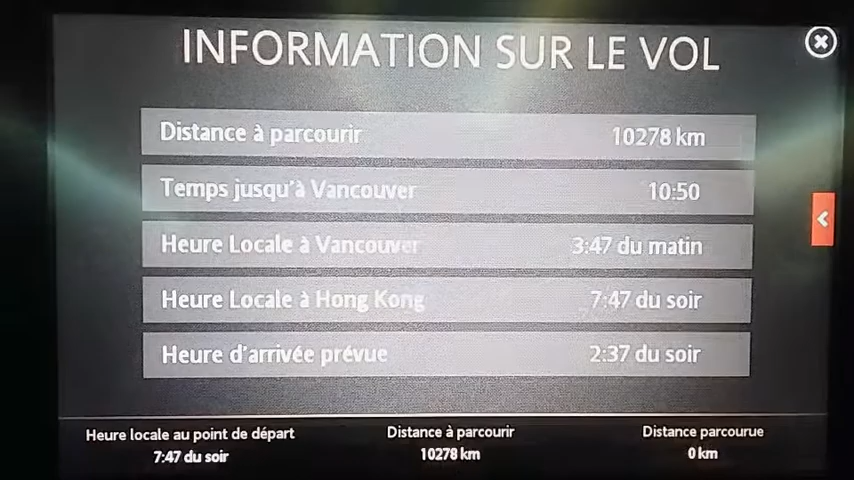 INFORMATION SUR LE VOL
Distance à parcourir 10278 km
Temps jusqu'à Vancouver 10:50
Heure Locale à Vancouver 3:47 du matin
Heure Locale à Hong Kong 7:47 du soir
Heure d'arrivée prévue 2:37 du soir
Heure locale au point de départ Distance à parcourir Distance parcourue
7:47 du soir 10278 km 0 km